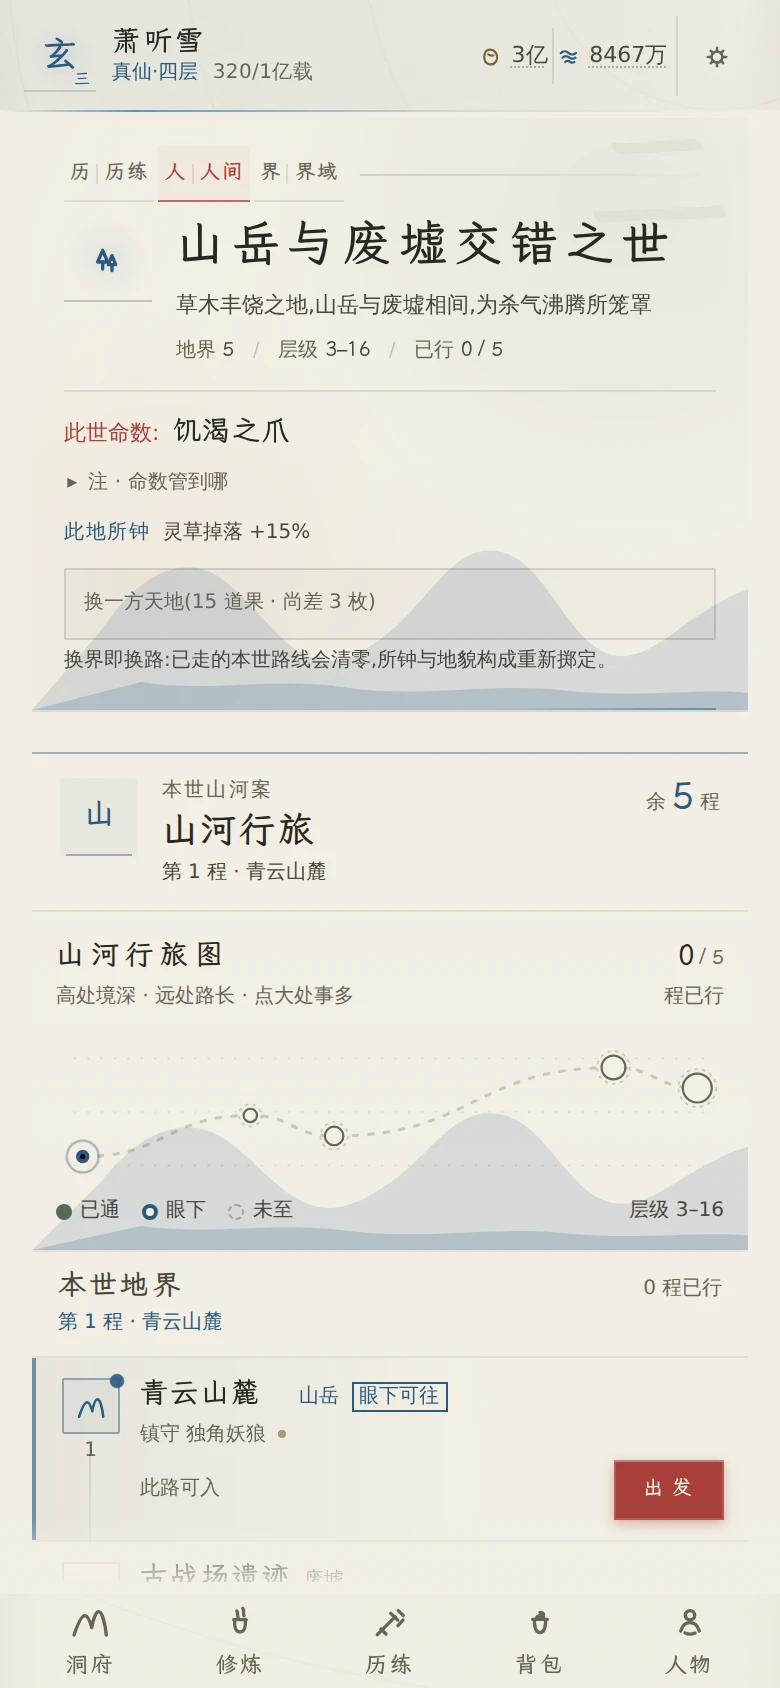 玄 三
萧听雪
真仙·四层 320/1亿载
3亿 8467万
历 历练 人 人间 界 界域
山岳与废墟交错之世
草木丰饶之地,山岳与废墟相间,为杀气沸腾所笼罩
地界 5 / 层级 3–16 / 已行 0 / 5
此世命数: 饥渴之爪
▸ 注 · 命数管到哪
此地所钟 灵草掉落 +15%
换一方天地(15 道果 · 尚差 3 枚)
换界即换路:已走的本世路线会清零,所钟与地貌构成重新掷定。
山
本世山河案
山河行旅
第 1 程 · 青云山麓
余 5 程
山河行旅图
0 / 5
高处境深 · 远处路长 · 点大处事多
程已行
已通 眼下 未至 层级 3–16
本世地界
0 程已行
第 1 程 · 青云山麓
1
青云山麓 山岳 眼下可往
镇守 独角妖狼
此路可入
出发
古战场遗迹 废墟
洞府 修炼 历练 背包 人物